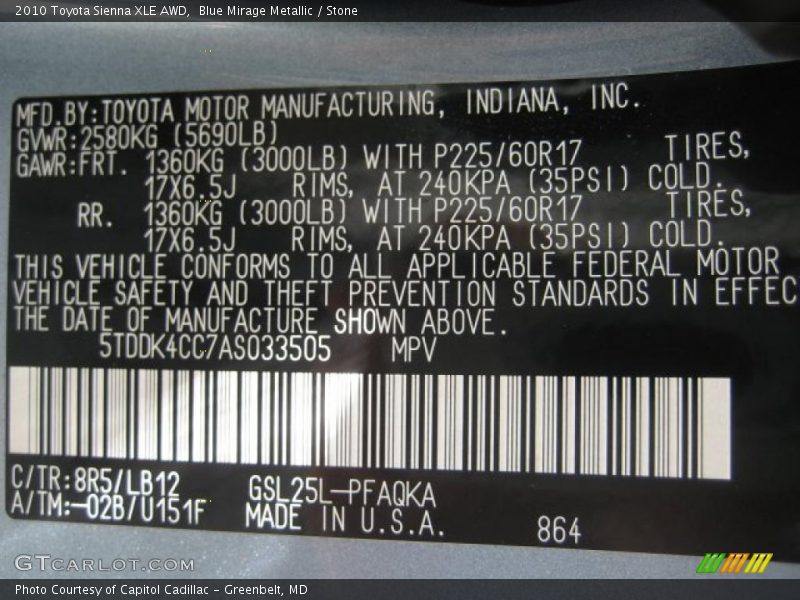 2010 Toyota Sienna XLE AWD,  Blue Mirage Metallic / Stone
MFD.BY:TOYOTA MOTOR MANUFACTURING, INDIANA, INC.
GVWR:2580KG (5690LB)
GAWR:FRT. 1360KG (3000LB) WITH P225/60R17 TIRES,
17X6.5J RIMS, AT 240KPA (35PSI) COLD.
RR. 1360KG (3000LB) WITH P225/60R17 TIRES,
17X6.5J RIMS, AT 240KPA (35PSI) COLD.
THIS VEHICLE CONFORMS TO ALL APPLICABLE FEDERAL MOTOR
VEHICLE SAFETY AND THEFT PREVENTION STANDARDS IN EFFEC
THE DATE OF MANUFACTURE SHOWN ABOVE.
5TDDK4CC7AS033505 MPV
C/TR:8R5/LB12 GSL25L-PFAQKA
A/TM:-02B/U151F MADE IN U.S.A. 864
GTCARLOT.COM
Photo Courtesy of Capitol Cadillac - Greenbelt, MD